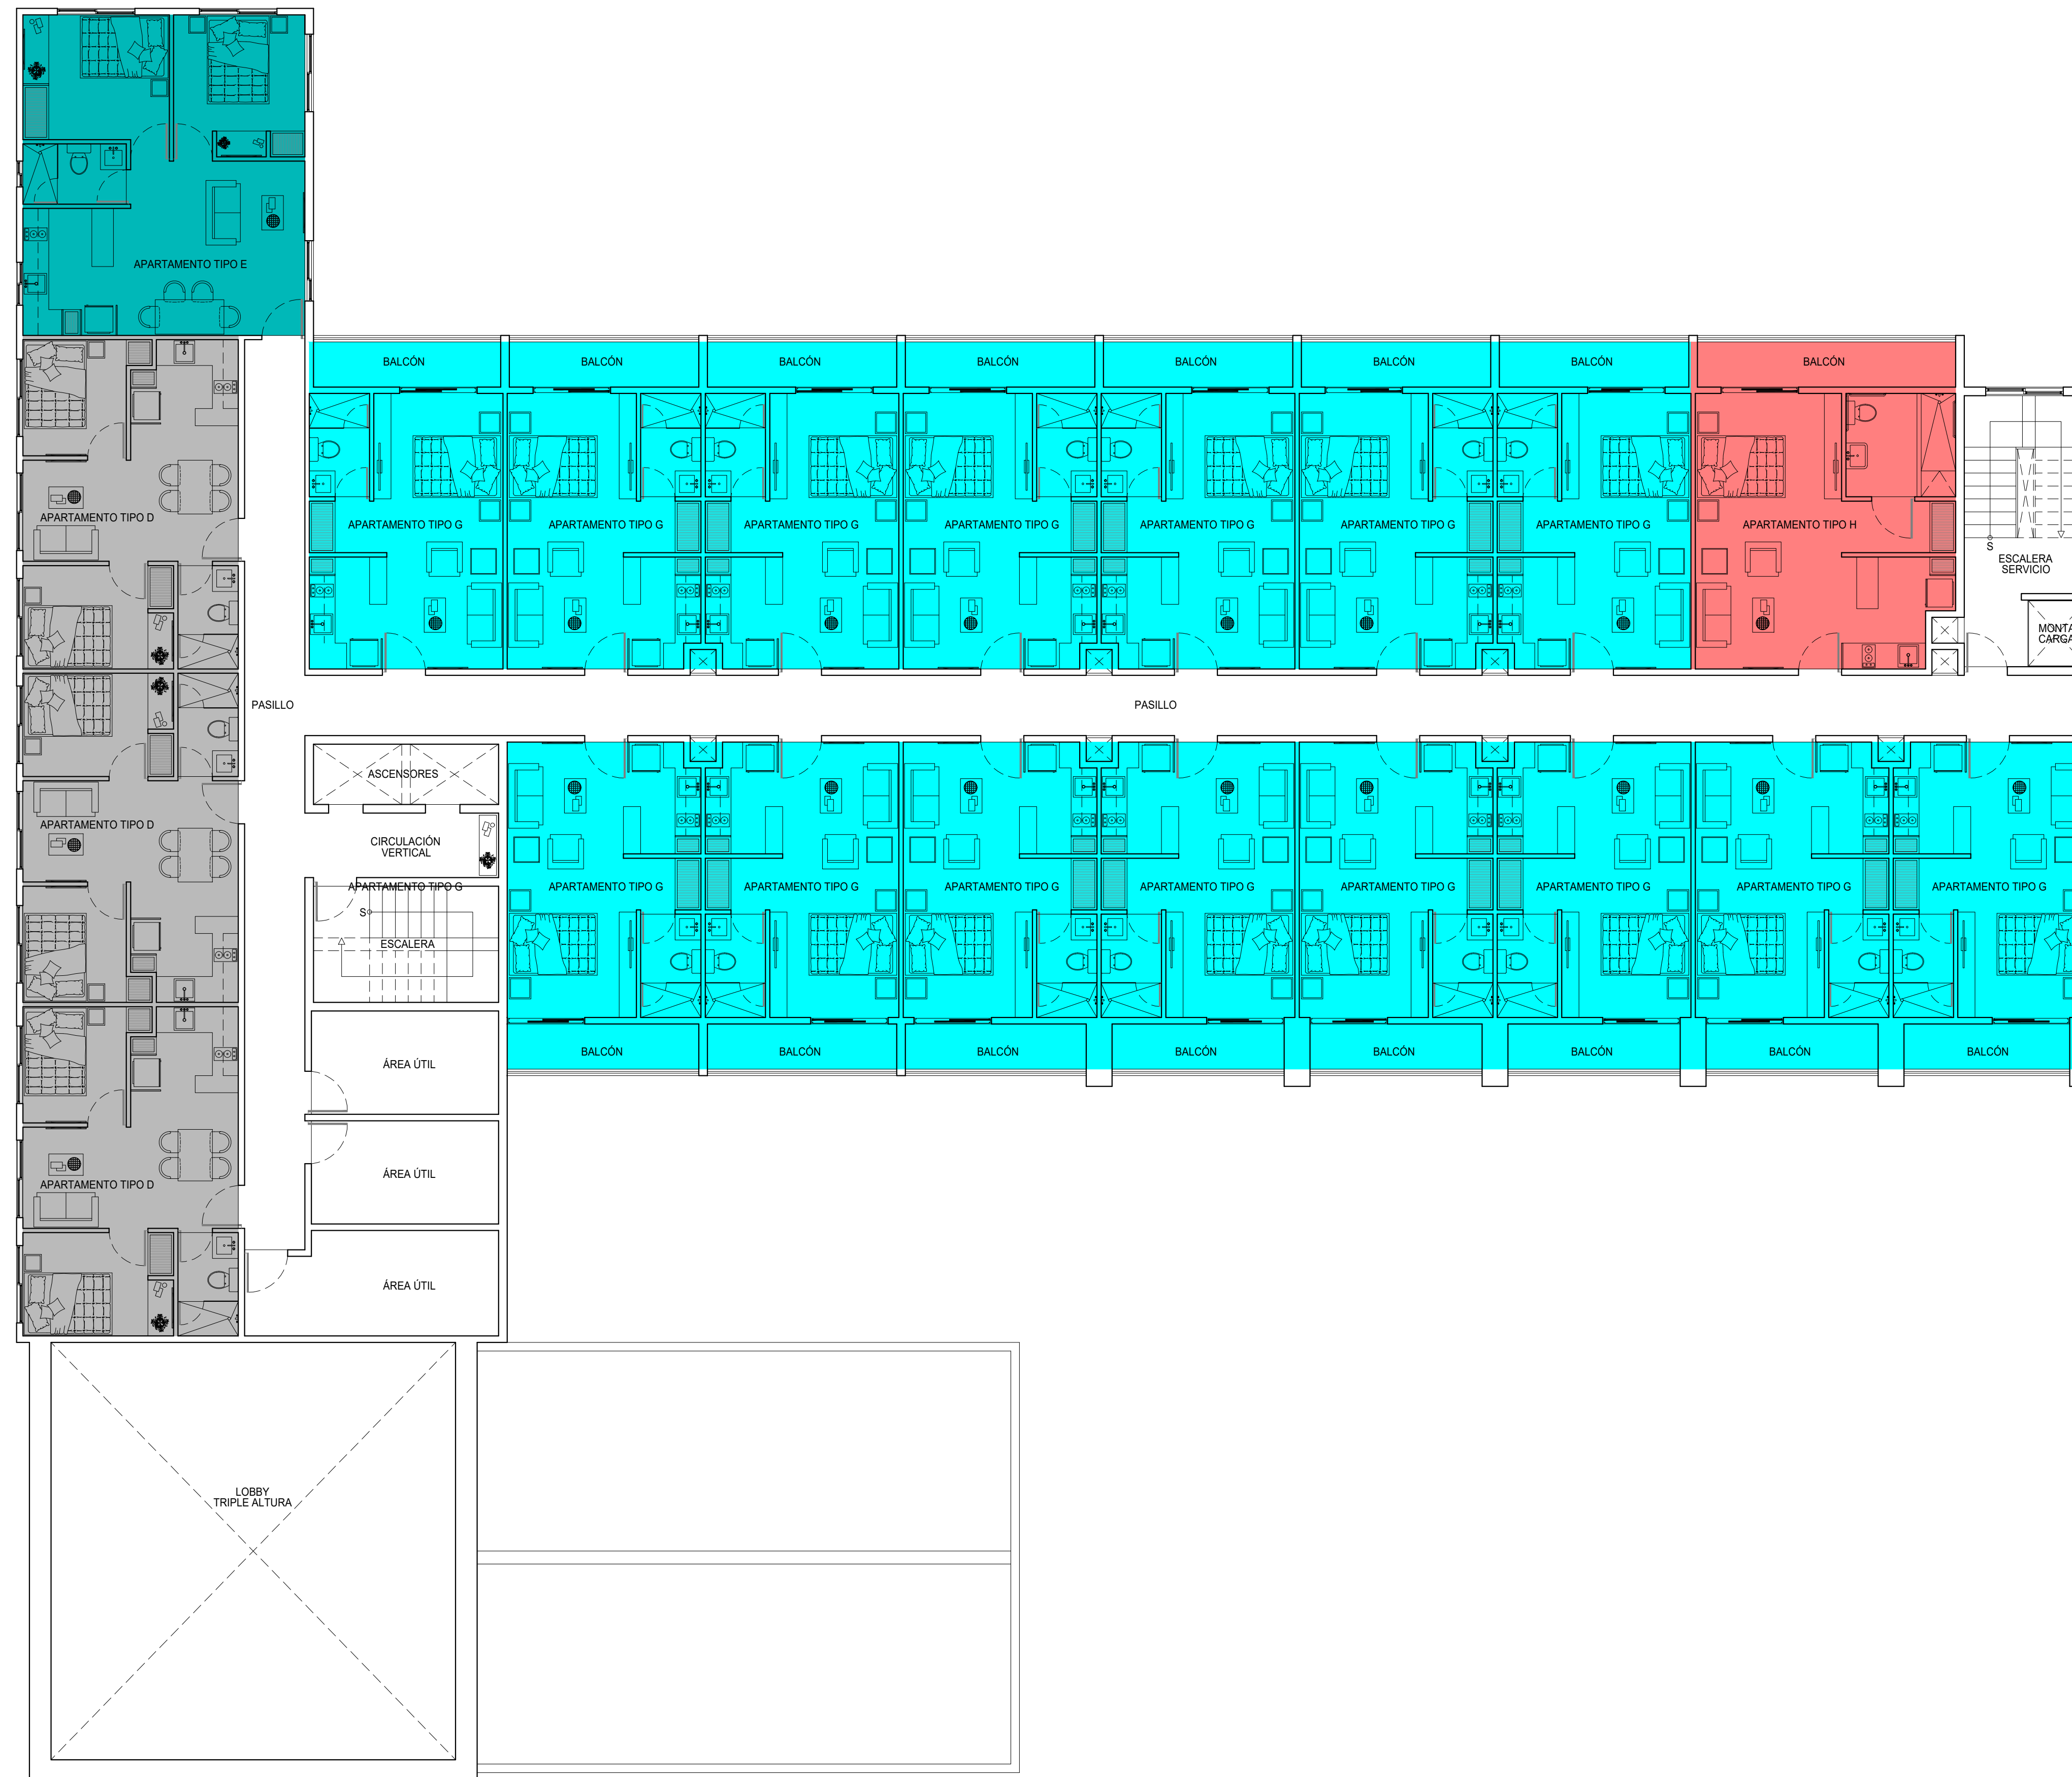 APARTAMENTO TIPO E
BALCÓN
BALCÓN
BALCÓN
BALCÓN
BALCÓN
BALCÓN
BALCÓN
BALCÓN
APARTAMENTO TIPO D
APARTAMENTO TIPO G
APARTAMENTO TIPO G
APARTAMENTO TIPO G
APARTAMENTO TIPO G
APARTAMENTO TIPO G
APARTAMENTO TIPO G
APARTAMENTO TIPO G
APARTAMENTO TIPO H
S
ESCALERA
SERVICIO
MONTA
CARGA
PASILLO
PASILLO
ASCENSORES
APARTAMENTO TIPO D
CIRCULACIÓN
VERTICAL
APARTAMENTO TIPO G
APARTAMENTO TIPO G
APARTAMENTO TIPO G
APARTAMENTO TIPO G
APARTAMENTO TIPO G
APARTAMENTO TIPO G
APARTAMENTO TIPO G
APARTAMENTO TIPO G
APARTAMENTO TIPO G
S
ESCALERA
BALCÓN
BALCÓN
BALCÓN
BALCÓN
BALCÓN
BALCÓN
BALCÓN
BALCÓN
ÁREA ÚTIL
ÁREA ÚTIL
APARTAMENTO TIPO D
ÁREA ÚTIL
LOBBY
TRIPLE ALTURA